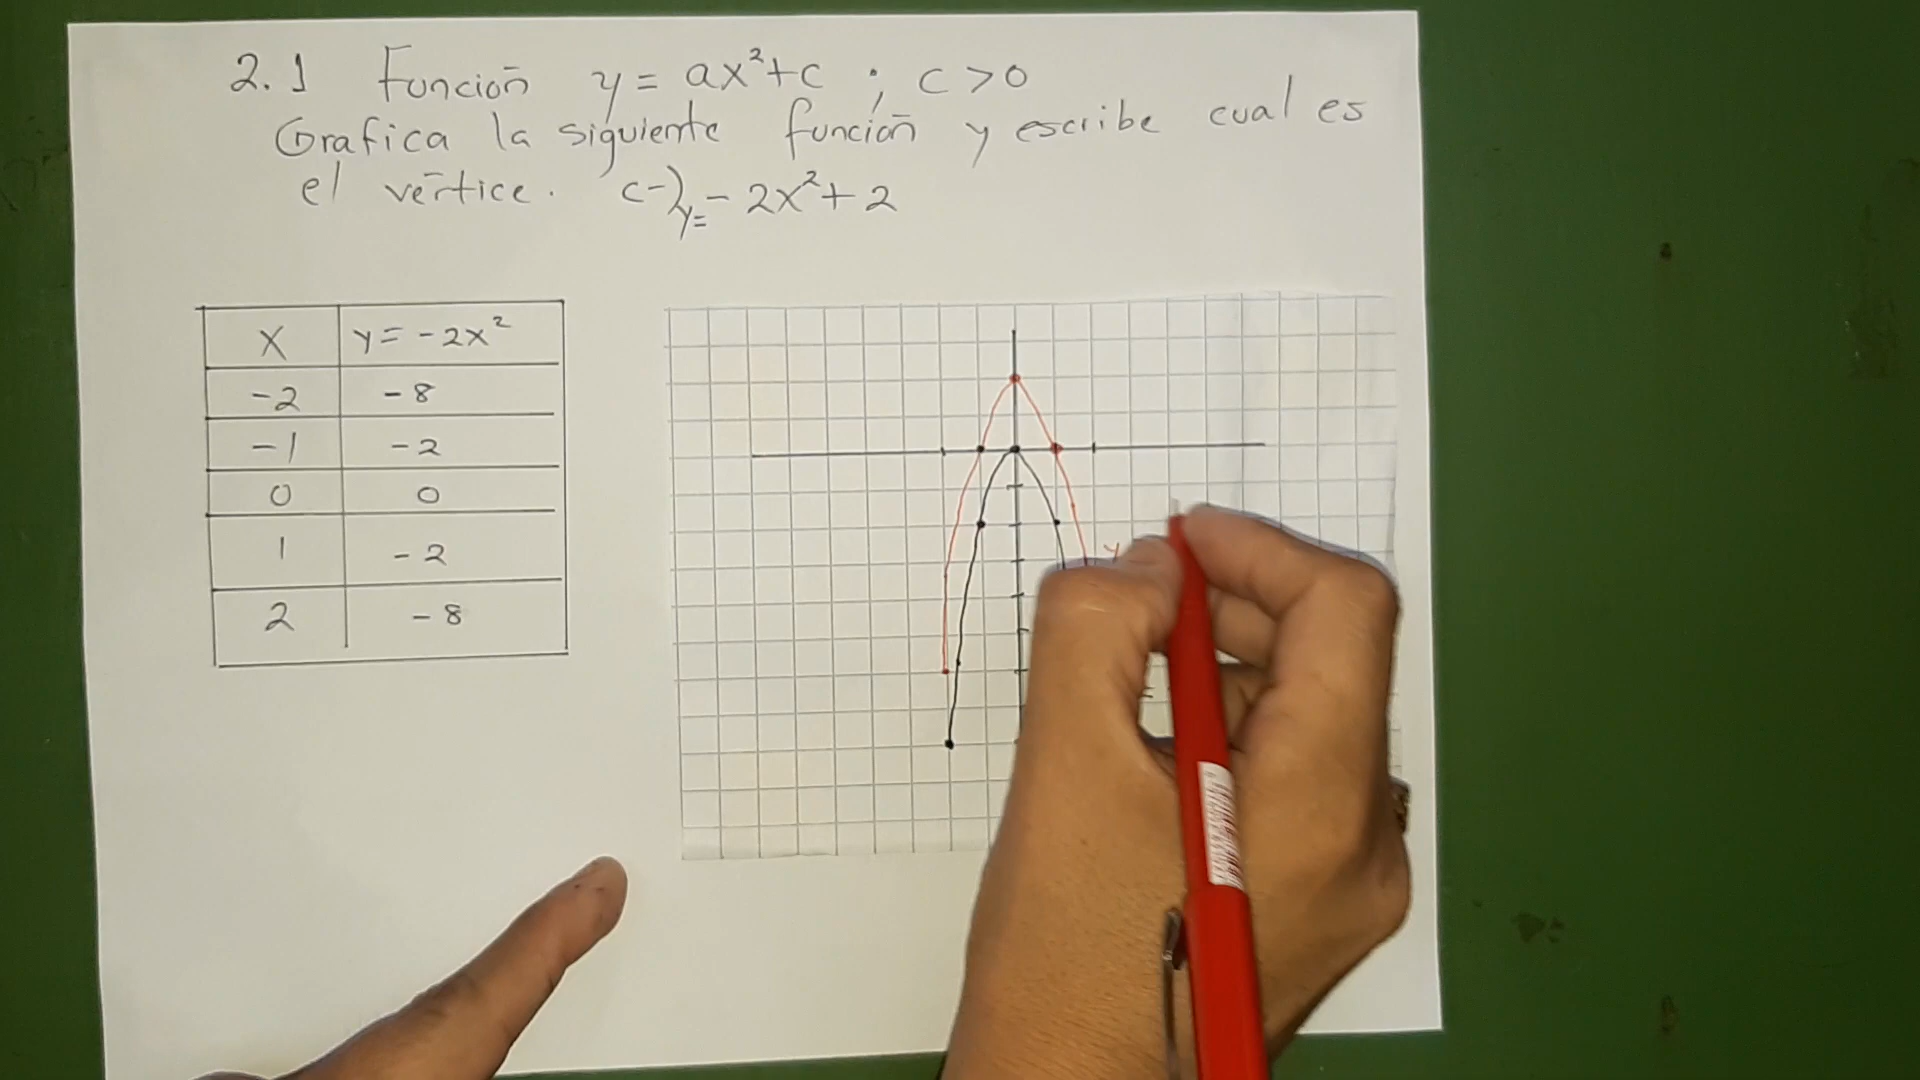 2.1 Función y = ax²+c ; c > 0
Grafica la siguiente función y escribe cual es
el vértice. c-) y = - 2x² + 2
x y = - 2x²
-2 -8
-1 -2
0 0
1 -2
2 -8
y
=